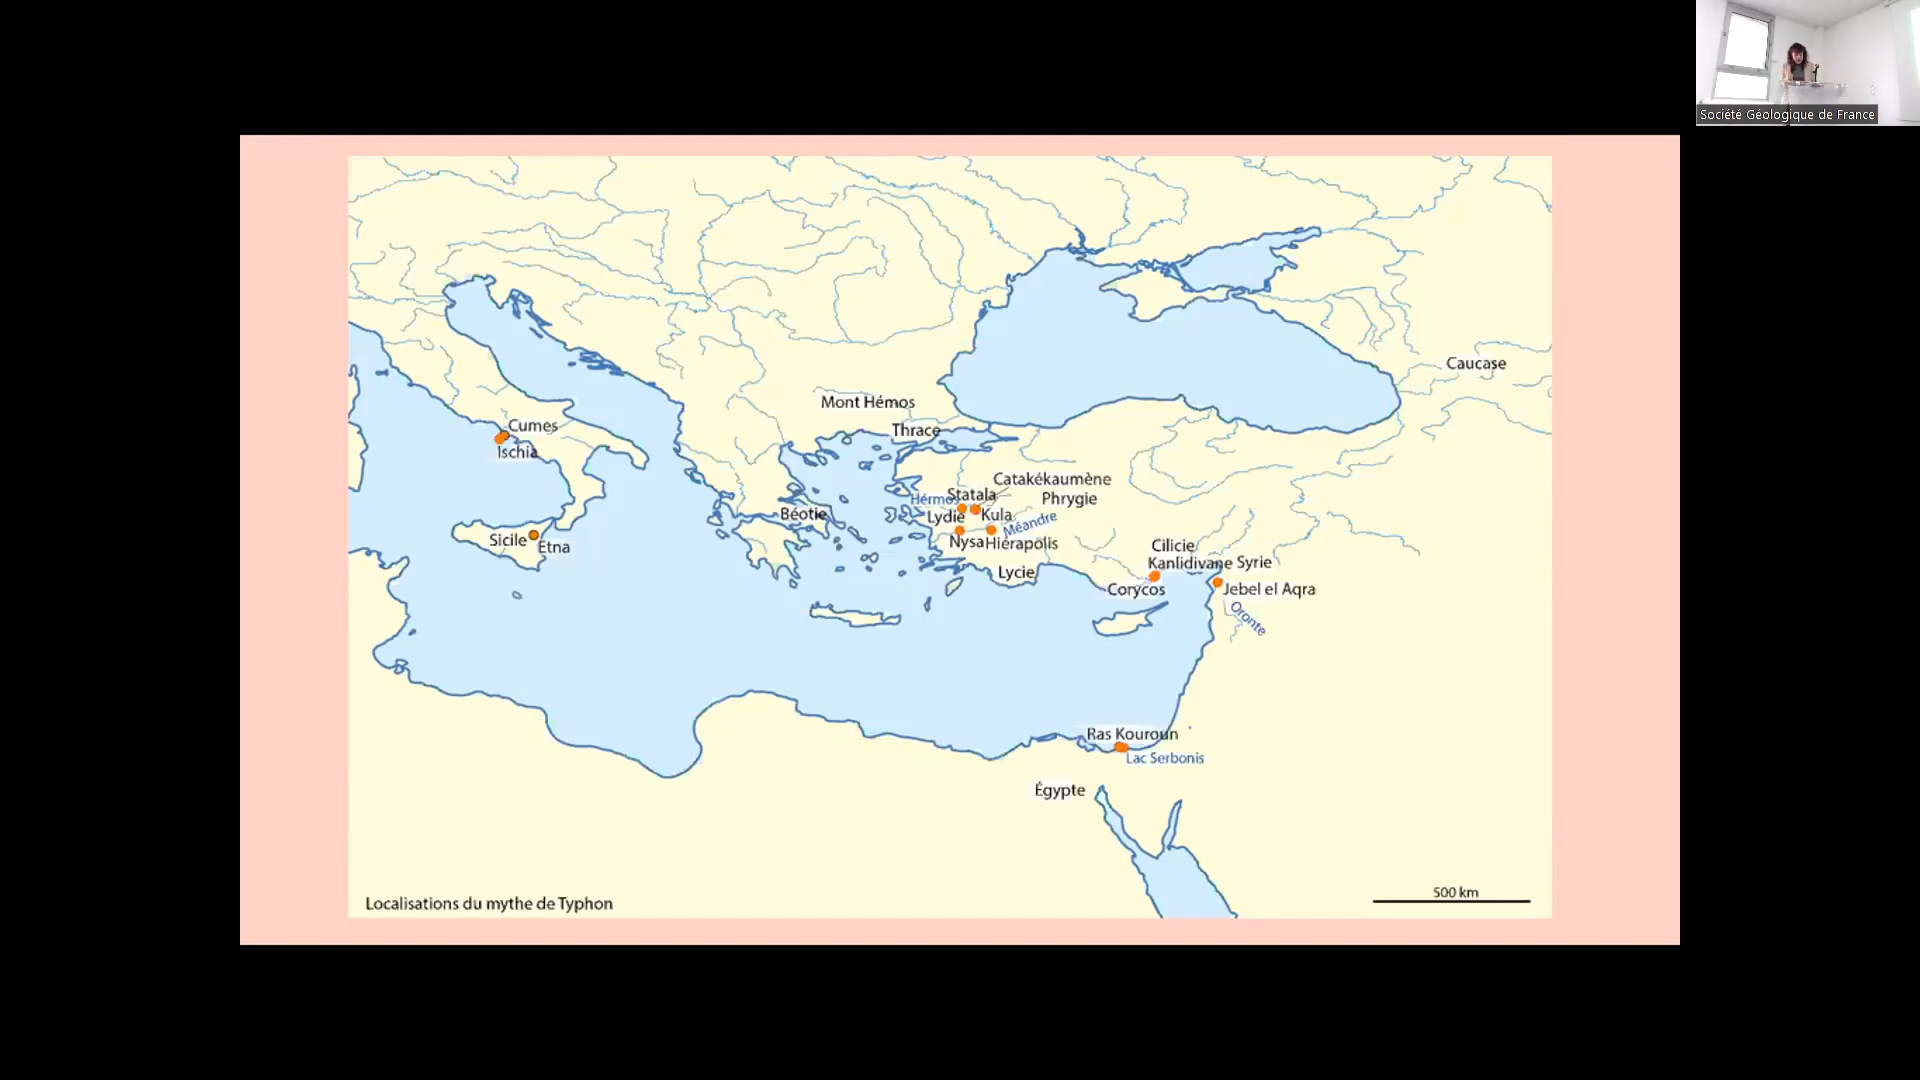 Société Géologique de France
Caucase
Mont Hémos
Thrace
Cumes
Ischia
Catakékaumène
Hérmos
Statala
Phrygie
Béotie
Lydie
Kula
Méandre
Sicile
Etna
Nysa
Hiérapolis
Cilicie
Kanlidivane
Syrie
Lycie
Corycos
Jebel el Aqra
Oronte
Ras Kouroun
Lac Serbonis
Égypte
500 km
Localisations du mythe de Typhon